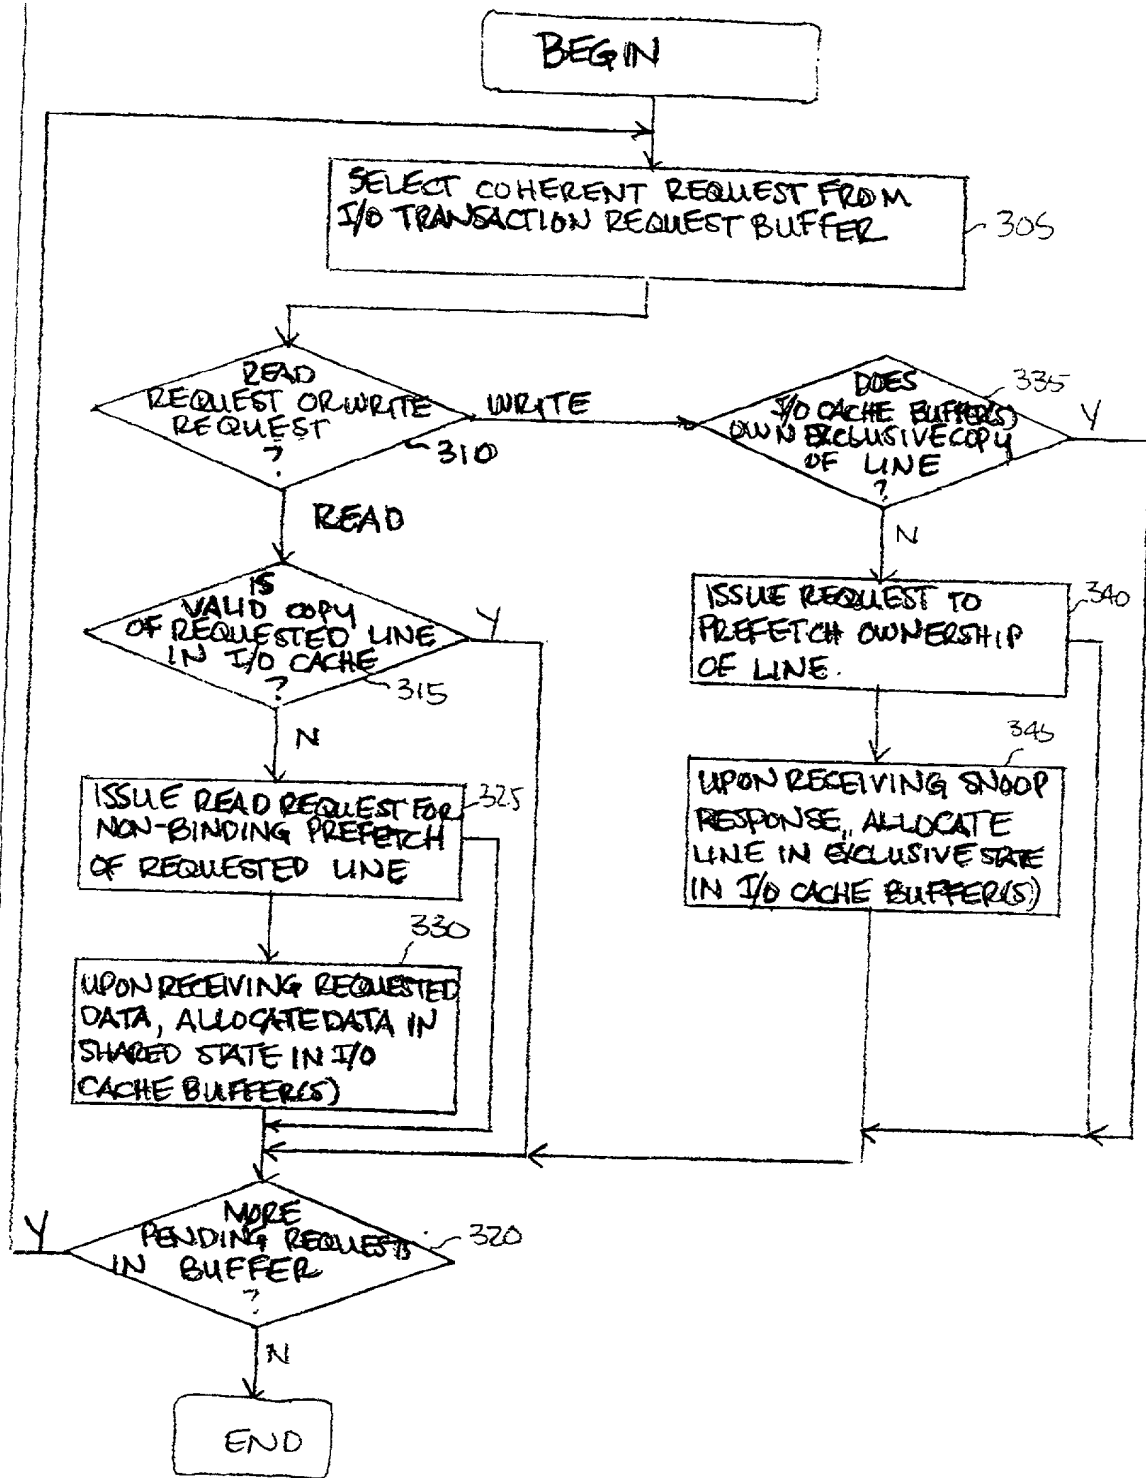 BEGIN
SELECT COHERENT REQUEST FROM
I/O TRANSACTION REQUEST BUFFER
305
READ
REQUEST OR WRITE
REQUEST
?
310
WRITE
READ
DOES
I/O CACHE BUFFER(S)
OWN EXCLUSIVE COPY
OF LINE
?
335
Y
N
ISSUE REQUEST TO
PREFETCH OWNERSHIP
OF LINE.
340
345
UPON RECEIVING SNOOP
RESPONSE, ALLOCATE
LINE IN EXCLUSIVE STATE
IN I/O CACHE BUFFER(S)
IS
VALID COPY
OF REQUESTED LINE
IN I/O CACHE
?
315
Y
N
ISSUE READ REQUEST FOR
NON-BINDING PREFETCH
OF REQUESTED LINE
325
330
UPON RECEIVING REQUESTED
DATA, ALLOCATE DATA IN
SHARED STATE IN I/O
CACHE BUFFER(S)
MORE
PENDING REQUESTS
IN BUFFER
?
320
Y
N
END